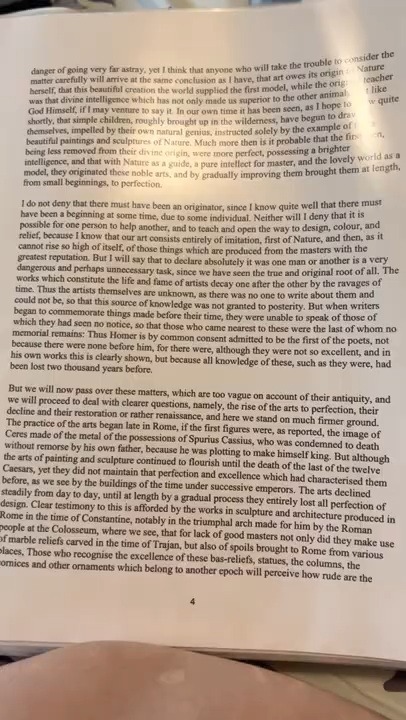 danger of going very far astray, yet I think that anyone who will take the trouble to consider the
matter carefully will arrive at the same conclusion as I have, that art owes its origin Nature
herself, that this beautiful creation the world supplied the first model, while the teacher
was that divine intelligence which has not only made us superior to the other like
God Himself, if I may venture to say it. In our own time it has been seen, as I hope to quite
shortly, that simple children, roughly brought up in the wilderness, have begun to
themselves, impelled by their own natural genius, instructed solely by the example of
beautiful paintings and sculptures of Nature. Much more then is it probable that the
being less removed from their divine origin, were more perfect, possessing a brighter
intelligence, and that with Nature as a guide, a pure intellect for master, and the lovely world as a
model, they originated these noble arts, and by gradually improving them brought them at length,
from small beginnings, to perfection.
I do not deny that there must have been an originator, since I know quite well that there must
have been a beginning at some time, due to some individual. Neither will I deny that it is
possible for one person to help another, and to teach and open the way to design, colour, and
relief, because I know that our art consists entirely of imitation, first of Nature, and then, as it
cannot rise so high of itself, of those things which are produced from the masters with the
greatest reputation. But I will say that to declare absolutely it was one man or another is a very
dangerous and perhaps unnecessary task, since we have seen the true and original root of all. The
works which constitute the life and fame of artists decay one after the other by the ravages of
time. Thus the artists themselves are unknown, as there was no one to write about them and
could not be, so that this source of knowledge was not granted to posterity. But when writers
began to commemorate things made before their time, they were unable to speak of those of
which they had seen no notice, so that those who came nearest to these were the last of whom no
memorial remains: Thus Homer is by common consent admitted to be the first of the poets, not
because there were none before him, for there were, although they were not so excellent, and in
his own works this is clearly shown, but because all knowledge of these, such as they were, had
been lost two thousand years before.
But we will now pass over these matters, which are too vague on account of their antiquity, and
we will proceed to deal with clearer questions, namely, the rise of the arts to perfection, their
decline and their restoration or rather renaissance, and here we stand on much firmer ground.
The practice of the arts began late in Rome, if the first figures were, as reported, the image of
Ceres made of the metal of the possessions of Spurius Cassius, who was condemned to death
without remorse by his own father, because he was plotting to make himself king. But although
the arts of painting and sculpture continued to flourish until the death of the last of the twelve
Caesars, yet they did not maintain that perfection and excellence which had characterised them
before, as we see by the buildings of the time under successive emperors. The arts declined
steadily from day to day, until at length by a gradual process they entirely lost all perfection of
design. Clear testimony to this is afforded by the works in sculpture and architecture produced in
Rome in the time of Constantine, notably in the triumphal arch made for him by the Roman
people at the Colosseum, where we see, that for lack of good masters not only did they make use
of marble reliefs carved in the time of Trajan, but also of spoils brought to Rome from various
places, Those who recognise the excellence of these bas-reliefs, statues, the columns, the
cornices and other ornaments which belong to another epoch will perceive how rude are the
4